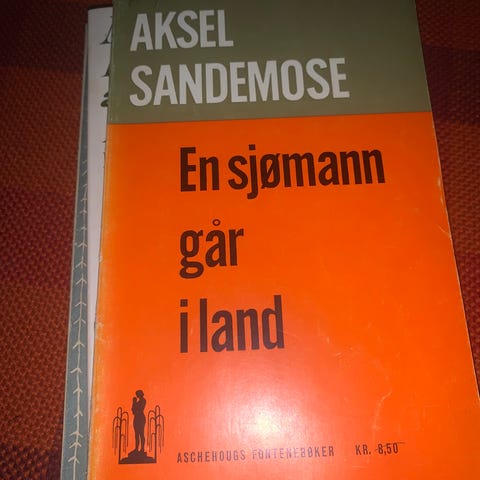 AKSEL
SANDEMOSE
En sjømann
går
i land
ASCHEHOUGS FONTENEBØKER KR. 8,50